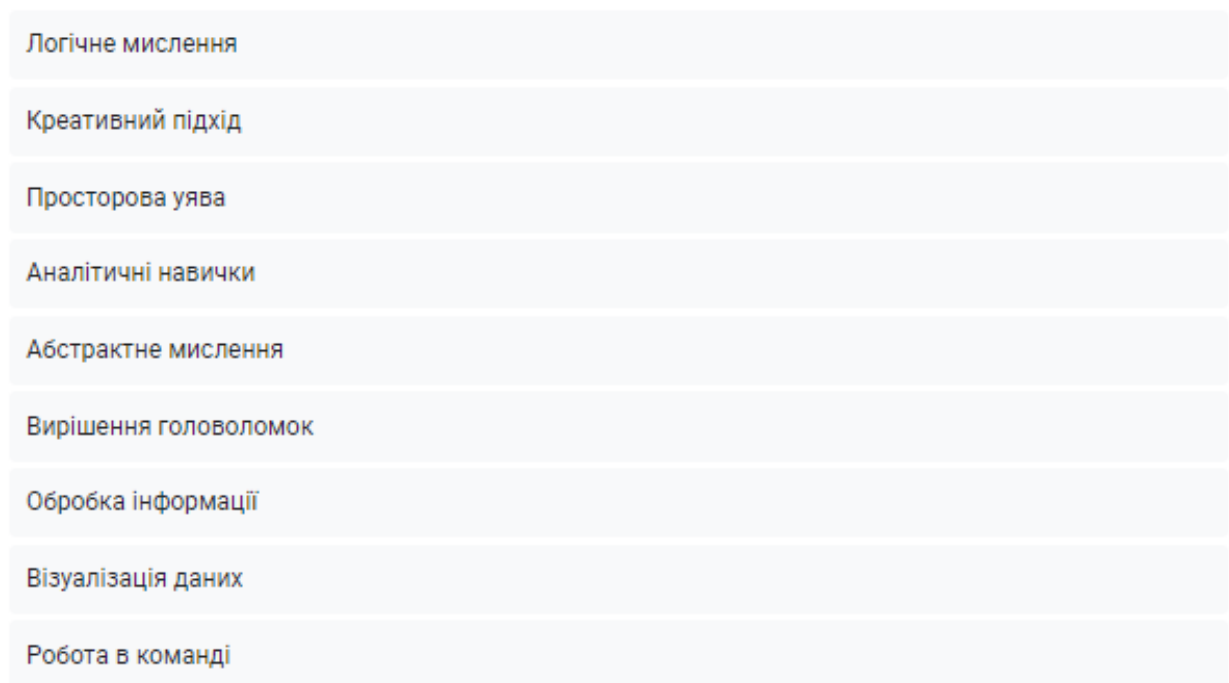 Логічне мислення
Креативний підхід
Просторова уява
Аналітичні навички
Абстрактне мислення
Вирішення головоломок
Обробка інформації
Візуалізація даних
Робота в команді